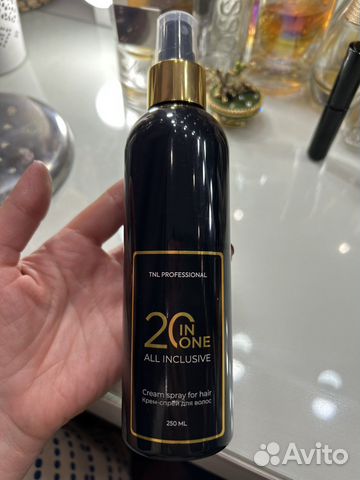 TNL PROFESSIONAL
20 IN ONE
ALL INCLUSIVE
Cream spray for hair
Крем-спрей для волос
250 ML
Avito